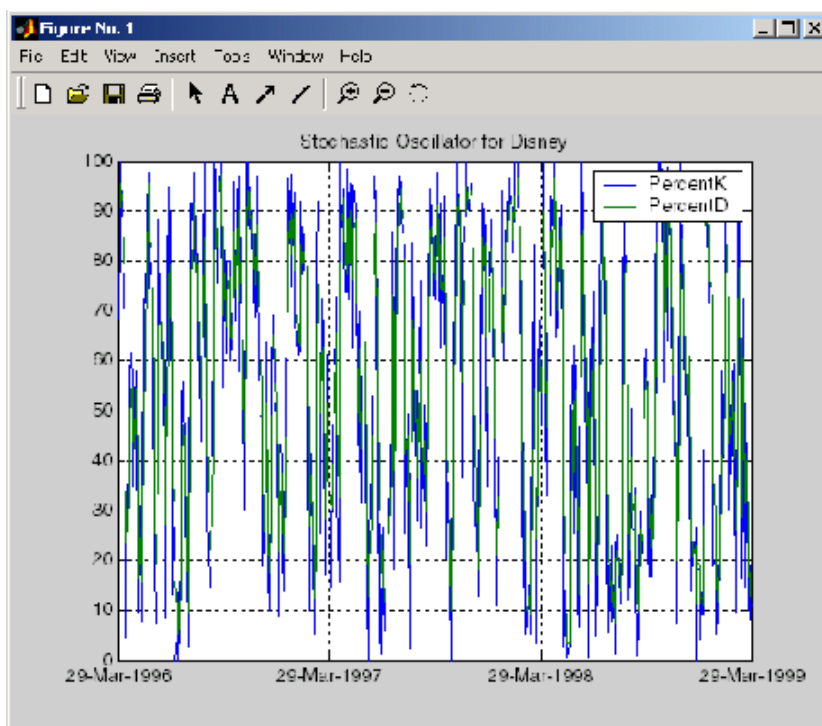 Figure No. 1
File Edit View Insert Tools Window Help
A
Stochastic Oscillator for Disney
100
90
80
70
60
50
40
30
20
10
0
PercentK
PercentD
29-Mar-1996
29-Mar-1997
29-Mar-1998
29-Mar-1999